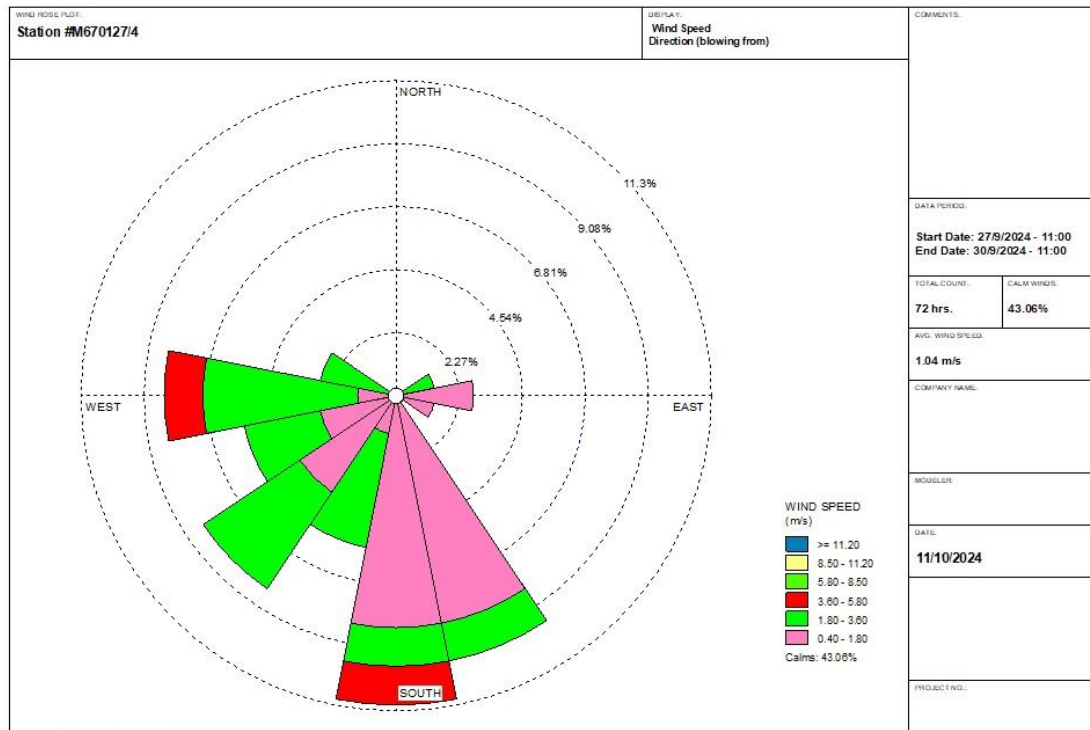 WIND ROSE PLOT:
Station #M670127/4
DISPLAY:
Wind Speed
Direction (blowing from)
COMMENTS:
NORTH
11.3%
9.08%
6.81%
4.54%
2.27%
WEST
EAST
SOUTH
WIND SPEED
(m/s)
>= 11.20
8.50 - 11.20
5.80 - 8.50
3.60 - 5.80
1.80 - 3.60
0.40 - 1.80
Calms: 43.06%
DATA PERIOD:
Start Date: 27/9/2024 - 11:00
End Date: 30/9/2024 - 11:00
TOTAL COUNT:
72 hrs.
CALM WINDS:
43.06%
AVG. WIND SPEED:
1.04 m/s
COMPANY NAME:
MODELER:
DATE:
11/10/2024
PROJECT NO.: